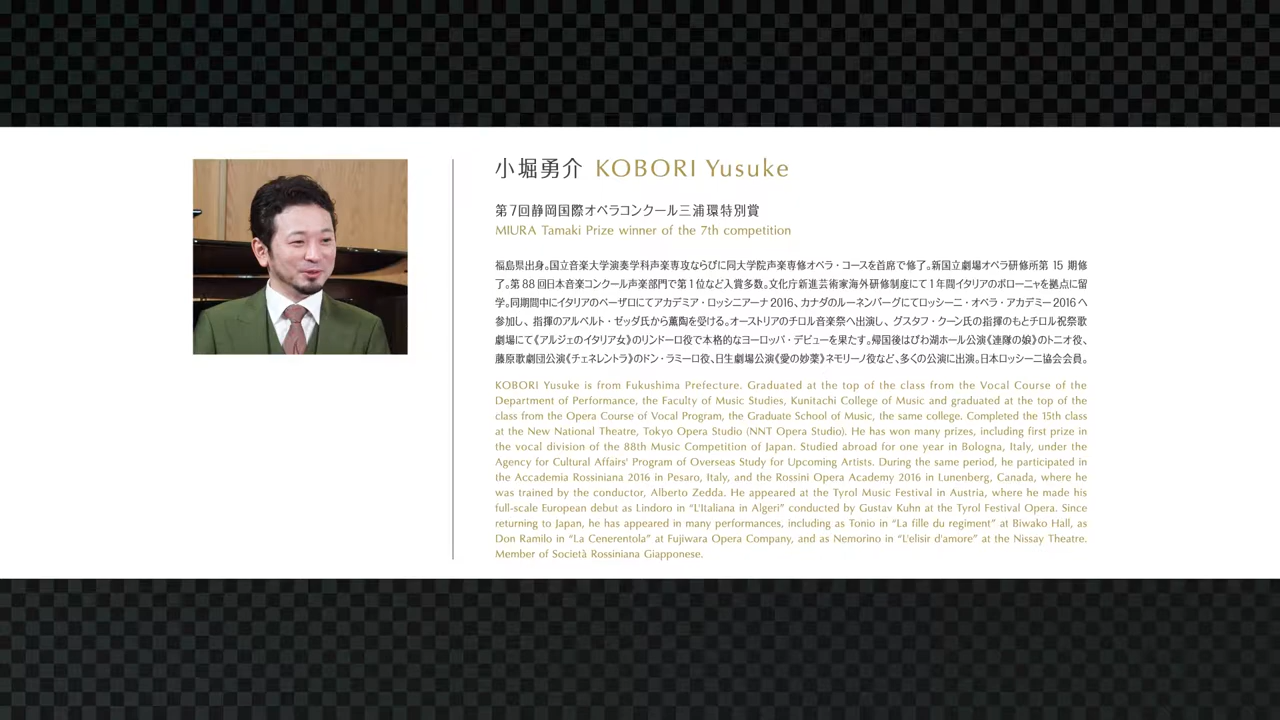 小堀勇介 KOBORI Yusuke
第7回静岡国際オペラコンクール三浦環特別賞
MIURA Tamaki Prize winner of the 7th competition
福島県出身。国立音楽大学演奏学科声楽専攻ならびに同大学院声楽専修オペラ・コースを首席で修了。新国立劇場オペラ研修所第 15 期修
了。第88回日本音楽コンクール声楽部門で第1位など入賞多数。文化庁新進芸術家海外研修制度にて1年間イタリアのボローニャを拠点に留
学。同期間中にイタリアのペーザロにてアカデミア・ロッシニアーナ2016、カナダのルーネンバーグにてロッシーニ・オペラ・アカデミー2016へ
参加し、指揮のアルベルト・ゼッダ氏から薫陶を受ける。オーストリアのチロル音楽祭へ出演し、グスタフ・クーン氏の指揮のもとチロル祝祭歌
劇場にて《アルジェのイタリア女》のリンドーロ役で本格的なヨーロッパ・デビューを果たす。帰国後はびわ湖ホール公演《連隊の娘》のトニオ役、
藤原歌劇団公演《チェネレントラ》のドン・ラミーロ役、日生劇場公演《愛の妙薬》ネモリーノ役など、多くの公演に出演。日本ロッシーニ協会会員。
KOBORI Yusuke is from Fukushima Prefecture. Graduated at the top of the class from the Vocal Course of the
Department of Performance, the Faculty of Music Studies, Kunitachi College of Music and graduated at the top of the
class from the Opera Course of Vocal Program, the Graduate School of Music, the same college. Completed the 15th class
at the New National Theatre, Tokyo Opera Studio (NNT Opera Studio). He has won many prizes, including first prize in
the vocal division of the 88th Music Competition of Japan. Studied abroad for one year in Bologna, Italy, under the
Agency for Cultural Affairs' Program of Overseas Study for Upcoming Artists. During the same period, he participated in
the Accademia Rossiniana 2016 in Pesaro, Italy, and the Rossini Opera Academy 2016 in Lunenberg, Canada, where he
was trained by the conductor, Alberto Zedda. He appeared at the Tyrol Music Festival in Austria, where he made his
full-scale European debut as Lindoro in “L'Italiana in Algeri” conducted by Gustav Kuhn at the Tyrol Festival Opera. Since
returning to Japan, he has appeared in many performances, including as Tonio in “La fille du regiment” at Biwako Hall, as
Don Ramilo in “La Cenerentola” at Fujiwara Opera Company, and as Nemorino in “L'elisir d'amore” at the Nissay Theatre.
Member of Società Rossiniana Giapponese.